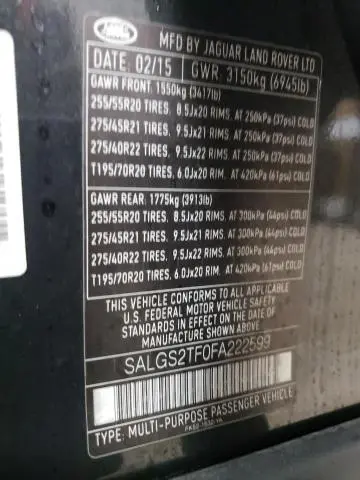 LAND ROVER
MFD BY JAGUAR LAND ROVER LTD
DATE: 02/15 GWR: 3150kg (6945lb)
GAWR FRONT: 1550kg (3417lb)
255/55R20 TIRES. 8.5Jx20 RIMS. AT 250kPa (37psi) COLD
275/45R21 TIRES. 9.5Jx21 RIMS. AT 250kPa (37psi) COLD
275/40R22 TIRES. 9.5Jx22 RIMS. AT 250kPa (37psi) COLD
T195/70R20 TIRES. 6.0Jx20 RIM. AT 420kPa (61psi) COLD
GAWR REAR: 1775kg (3913lb)
255/55R20 TIRES. 8.5Jx20 RIMS. AT 300kPa (44psi) COLD
275/45R21 TIRES. 9.5Jx21 RIMS. AT 300kPa (44psi) COLD
275/40R22 TIRES. 9.5Jx22 RIMS. AT 300kPa (44psi) COLD
T195/70R20 TIRES. 6.0Jx20 RIM. AT 420kPa (61psi) COLD
THIS VEHICLE CONFORMS TO ALL APPLICABLE
U.S.A. FEDERAL MOTOR VEHICLE SAFETY
STANDARDS IN EFFECT ON THE DATE
OF MANUFACTURE SHOWN ABOVE
SALGS2TF0FA222599
TYPE: MULTI-PURPOSE PASSENGER VEHICLE